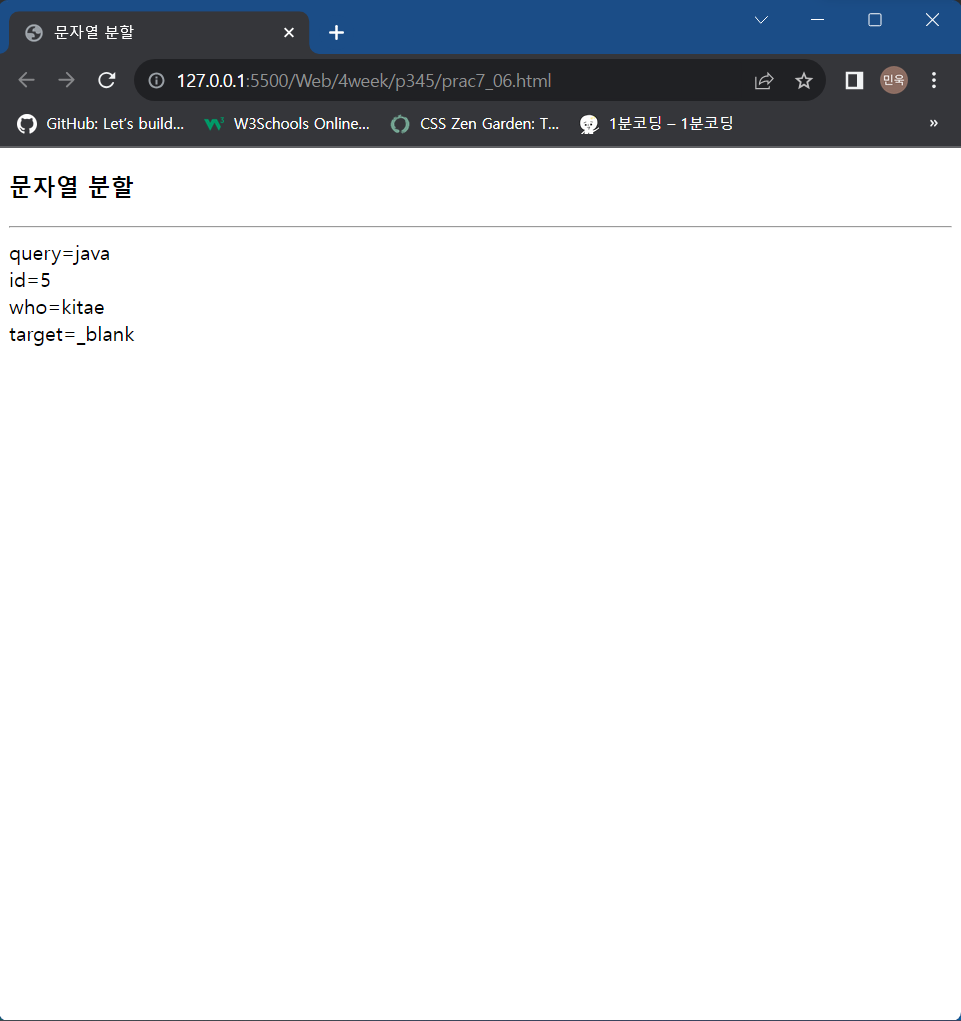 문자열 분할
127.0.0.1:5500/Web/4week/p345/prac7_06.html
민욱
GitHub: Let's build...
W3Schools Online...
CSS Zen Garden: T...
1분코딩 – 1분코딩
»
문자열 분할
query=java
id=5
who=kitae
target=_blank